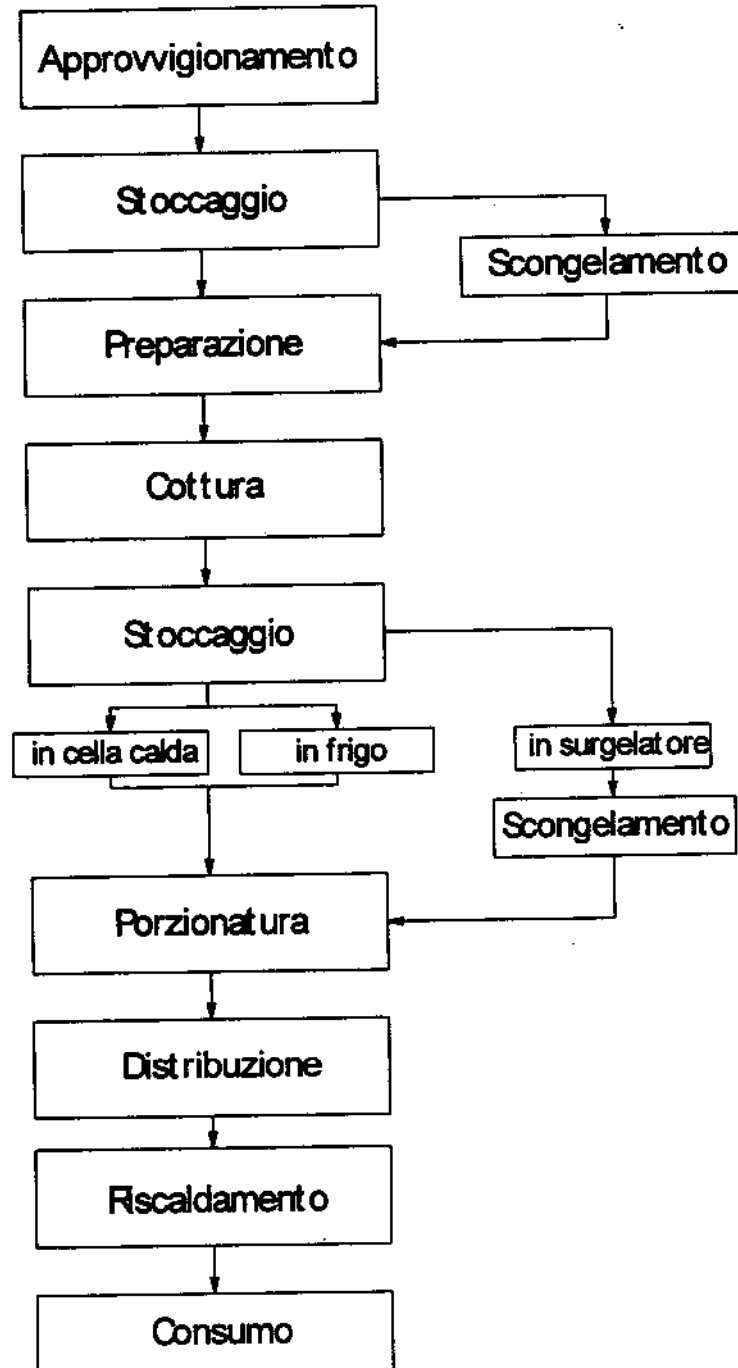 Approvvigionamento
Stoccaggio
Scongelamento
Preparazione
Cottura
Stoccaggio
in cella calda
in frigo
in surgelatore
Scongelamento
Porzionatura
Distribuzione
Riscaldamento
Consumo